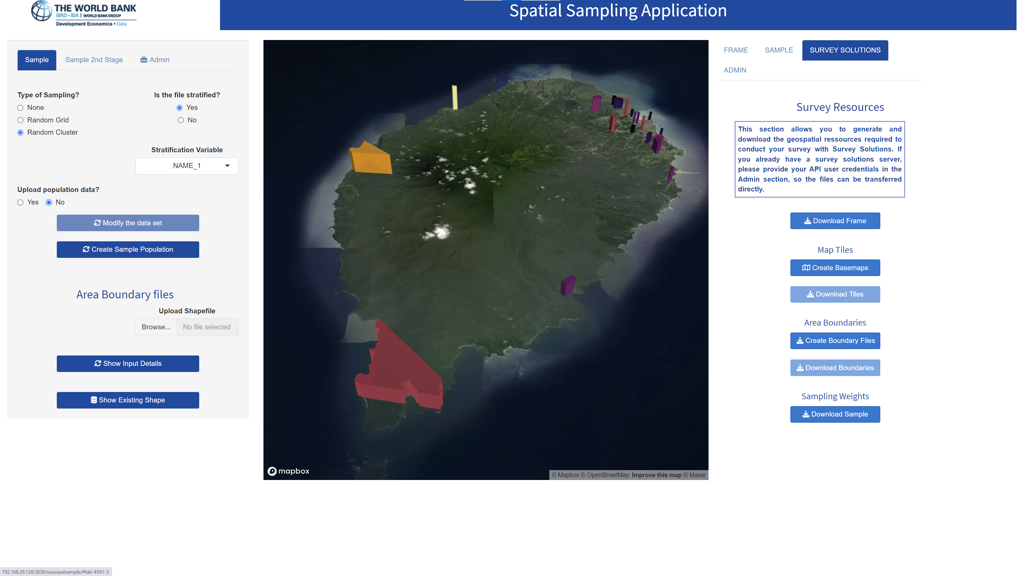 THE WORLD BANK
IBRD • IDA | WORLD BANK GROUP
Development Economics • Data
Spatial Sampling Application
Sample
Sample 2nd Stage
Admin
Type of Sampling?
None
Random Grid
Random Cluster
Is the file stratified?
Yes
No
Stratification Variable
NAME_1
Upload population data?
Yes
No
Modify the data set
Create Sample Population
Area Boundary files
Upload Shapefile
Browse...
No file selected
Show Input Details
Show Existing Shape
mapbox
© Mapbox © OpenStreetMap Improve this map © Maxar
FRAME
SAMPLE
SURVEY SOLUTIONS
ADMIN
Survey Resources
This section allows you to generate and
download the geospatial ressources required to
conduct your survey with Survey Solutions. If
you already have a survey solutions server,
please provide your API user credentials in the
Admin section, so the files can be transferred
directly.
Download Frame
Map Tiles
Create Basemaps
Download Tiles
Area Boundaries
Create Boundary Files
Download Boundaries
Sampling Weights
Download Sample
192.168.29.128:3838/susospatsample/#tab-4591-3